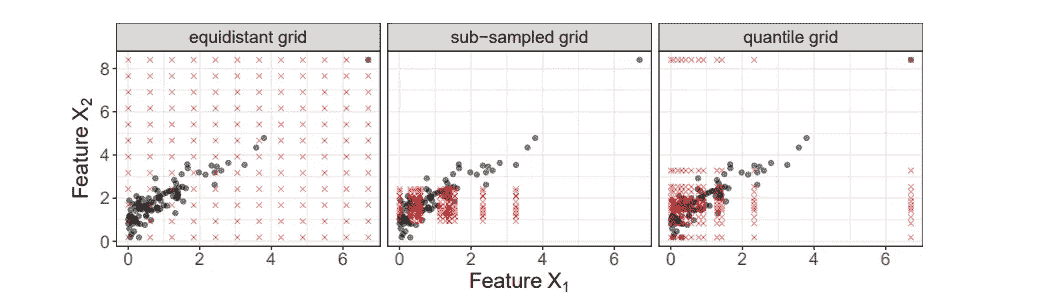 equidistant grid sub−sampled grid quantile grid
Feature X₂
8
6
4
2
0
0 2 4 6 0 2 4 6 0 2 4 6
Feature X₁